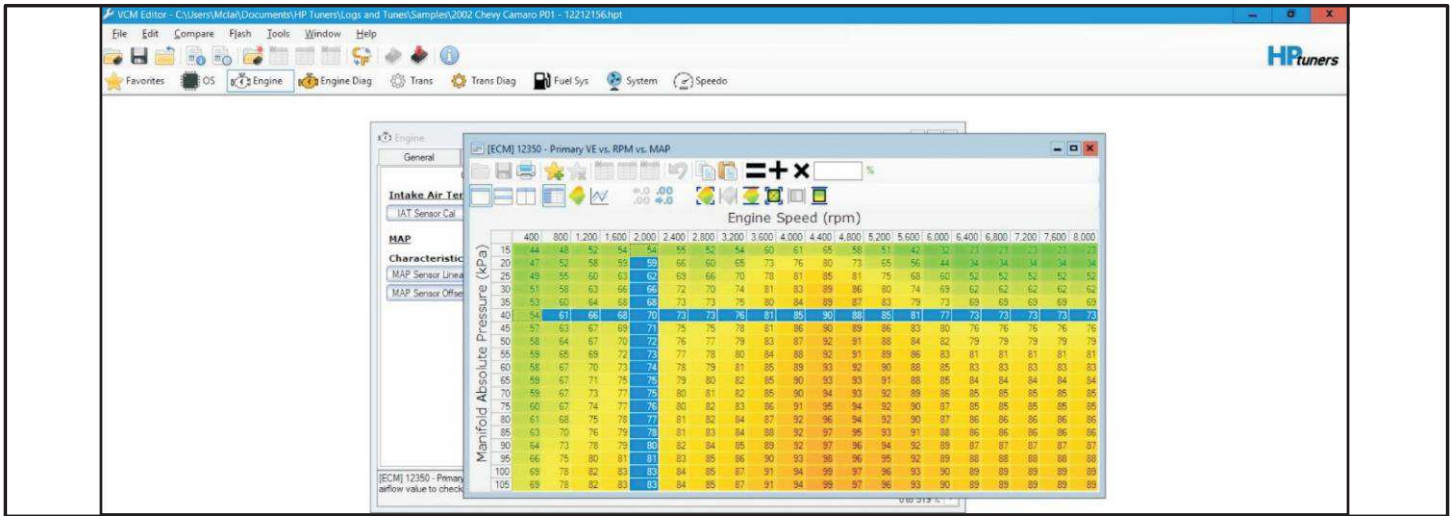 VCM Editor - C:\Users\Mclai\Documents\HP Tuners\Logs and Tunes\Samples\2002 Chevy Camaro P01 - 12212156.hpt
File Edit Compare Flash Tools Window Help
HPtuners
Favorites OS Engine Engine Diag Trans Trans Diag Fuel Sys System Speedo
Engine
[ECM] 12350 - Primary VE vs. RPM vs. MAP
General
%
Intake Air Ter
IAT Sensor Cal
MAP
Characteristic
MAP Sensor Linea
MAP Sensor Offse
Engine Speed (rpm)
Manifold Absolute Pressure (kPa)
400 800 1,200 1,600 2,000 2,400 2,800 3,200 3,600 4,000 4,400 4,800 5,200 5,600 6,000 6,400 6,800 7,200 7,600 8,000
15 44 48 52 54 54 55 52 54 60 61 65 58 51 42 32 23 23 23 23 23
20 47 52 58 59 59 66 60 65 73 76 80 73 65 56 44 34 34 34 34 34
25 49 55 60 63 62 69 66 70 78 81 85 81 75 68 60 52 52 52 52 52
30 51 58 63 66 66 72 70 74 81 83 89 86 80 74 69 62 62 62 62 62
35 53 60 64 68 68 73 73 75 80 84 89 87 83 79 73 69 69 69 69 69
40 54 61 66 68 70 73 73 76 81 85 90 88 85 81 77 73 73 73 73 73
45 57 63 67 69 71 75 75 78 81 86 90 89 86 83 80 76 76 76 76 76
50 58 64 67 70 72 76 77 79 83 87 92 91 88 84 82 79 79 79 79 79
55 59 65 69 72 73 77 78 80 84 88 92 91 89 86 83 81 81 81 81 81
60 58 67 70 73 74 78 79 81 85 89 93 92 90 88 85 83 83 83 83 83
65 59 67 71 75 75 79 80 82 85 90 93 93 91 88 85 84 84 84 84 84
70 59 67 73 77 75 80 81 82 85 90 94 93 92 89 86 85 85 85 85 85
75 60 67 74 77 76 80 82 83 86 91 95 94 92 90 87 85 85 85 85 85
80 61 68 75 78 77 81 82 84 87 92 96 94 92 90 87 86 86 86 86 86
85 63 70 76 79 78 81 83 84 88 92 97 95 93 91 88 86 86 86 86 86
90 64 73 78 79 80 82 84 85 89 92 97 96 94 92 89 87 87 87 87 87
95 66 75 80 81 81 83 85 86 90 93 98 96 95 92 89 88 88 88 88 88
100 69 78 82 83 83 84 85 87 91 94 99 97 96 93 90 89 89 89 89 89
105 69 78 82 83 83 84 85 87 91 94 99 97 96 93 90 89 89 89 89 89
[ECM] 12350 - Primary
airflow value to check